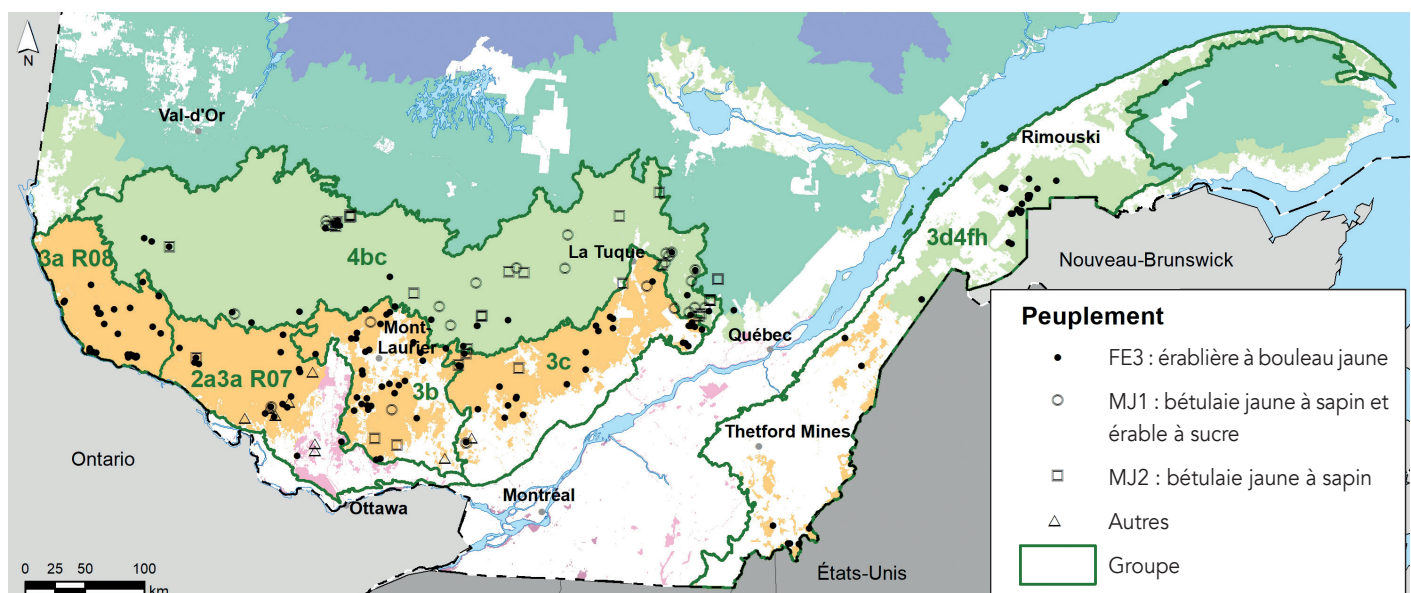 N
Val-d'Or
Rimouski
3a R08
4bc
La Tuque
3d4fh
Nouveau-Brunswick
Mont-
Laurier
Québec
2a3a R07
3b
3c
Thetford Mines
Ontario
Montréal
Ottawa
États-Unis
0 25 50 100
km
Peuplement
FE3 : érablière à bouleau jaune
MJ1 : bétulaie jaune à sapin et
érable à sucre
MJ2 : bétulaie jaune à sapin
Autres
Groupe